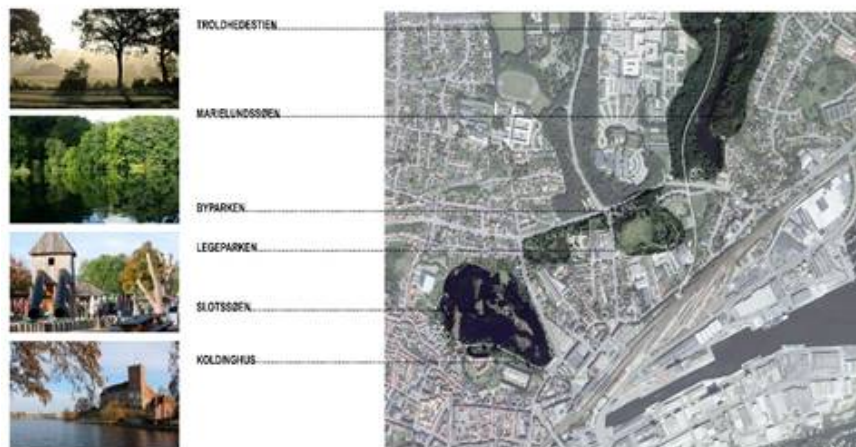 TROLDHEDESTIEN
MARIELUNDSSØEN
BYPARKEN
LEGEPARKEN
SLOTSSØEN
KOLDINGHUS